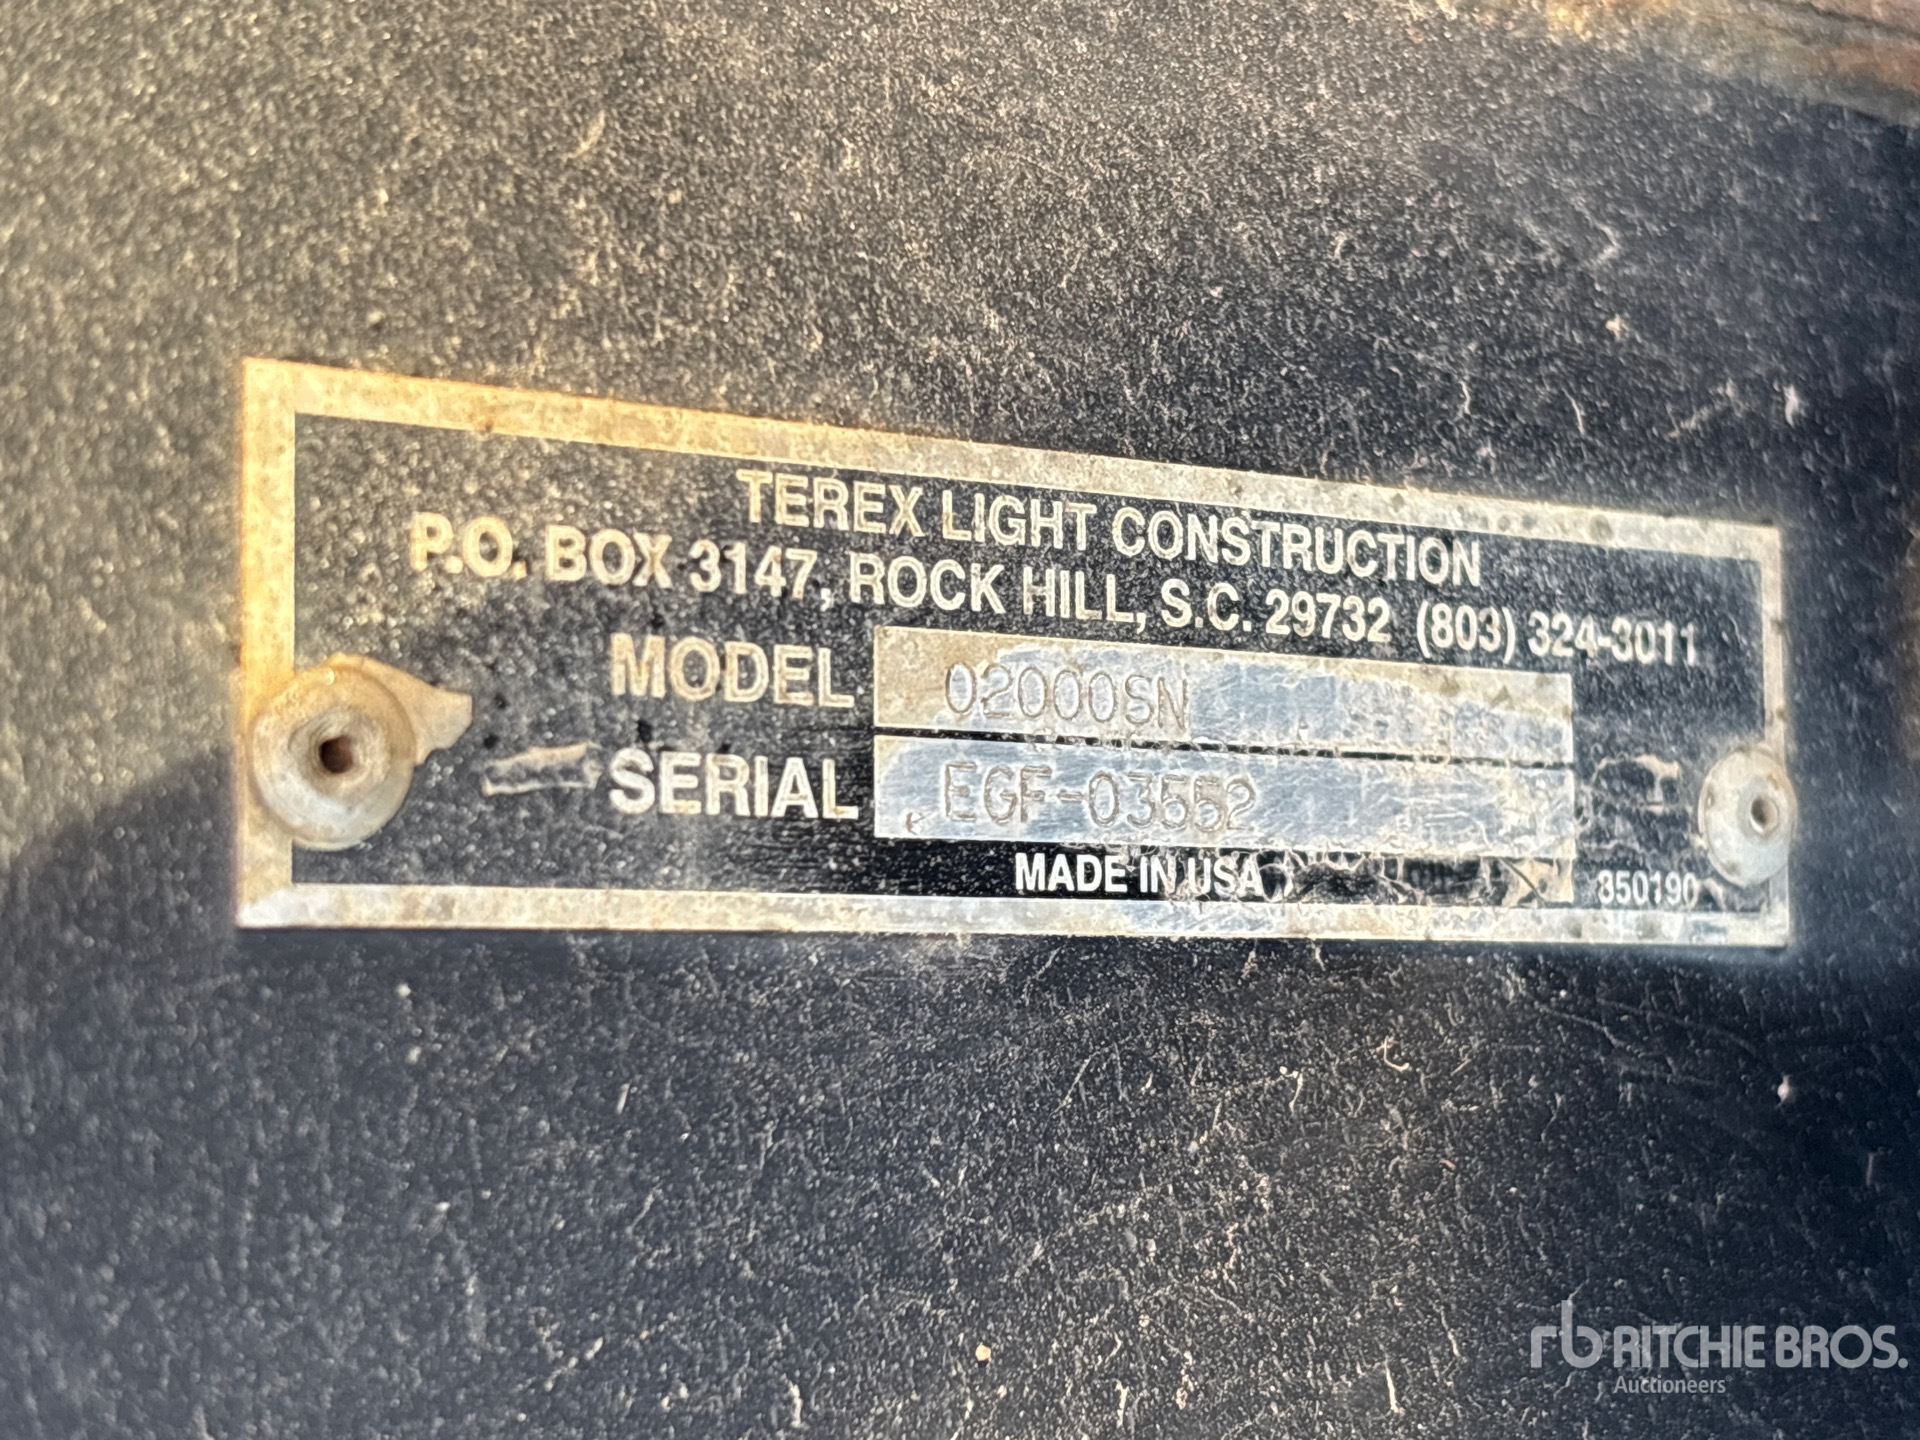 TEREX LIGHT CONSTRUCTION
P.O. BOX 3147, ROCK HILL, S.C. 29732 (803) 324-3011
MODEL 02000SN
SERIAL EGF-03552
MADE IN USA
850190
rb RITCHIE BROS.
Auctioneers